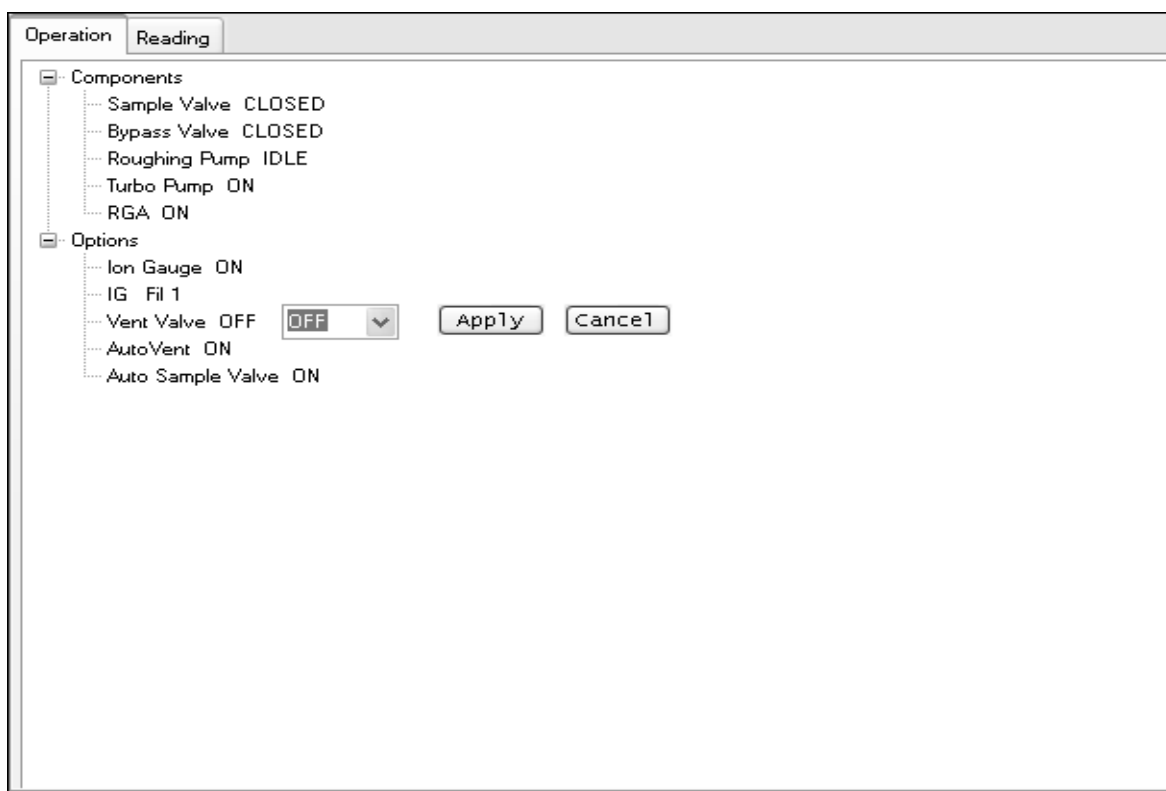 Operation Reading
Components
Sample Valve CLOSED
Bypass Valve CLOSED
Roughing Pump IDLE
Turbo Pump ON
RGA ON
Options
Ion Gauge ON
IG Fil 1
Vent Valve OFF OFF Apply Cancel
AutoVent ON
Auto Sample Valve ON